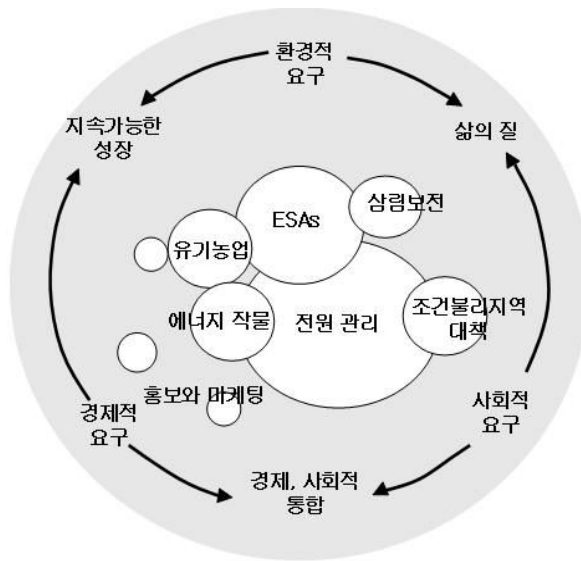 환경적
요구
지속가능한
성장
삶의 질
ESAs
삼림보전
유기농업
에너지 작물
전원 관리
조건불리지역
대책
홍보와 마케팅
경제적
요구
사회적
요구
경제, 사회적
통합